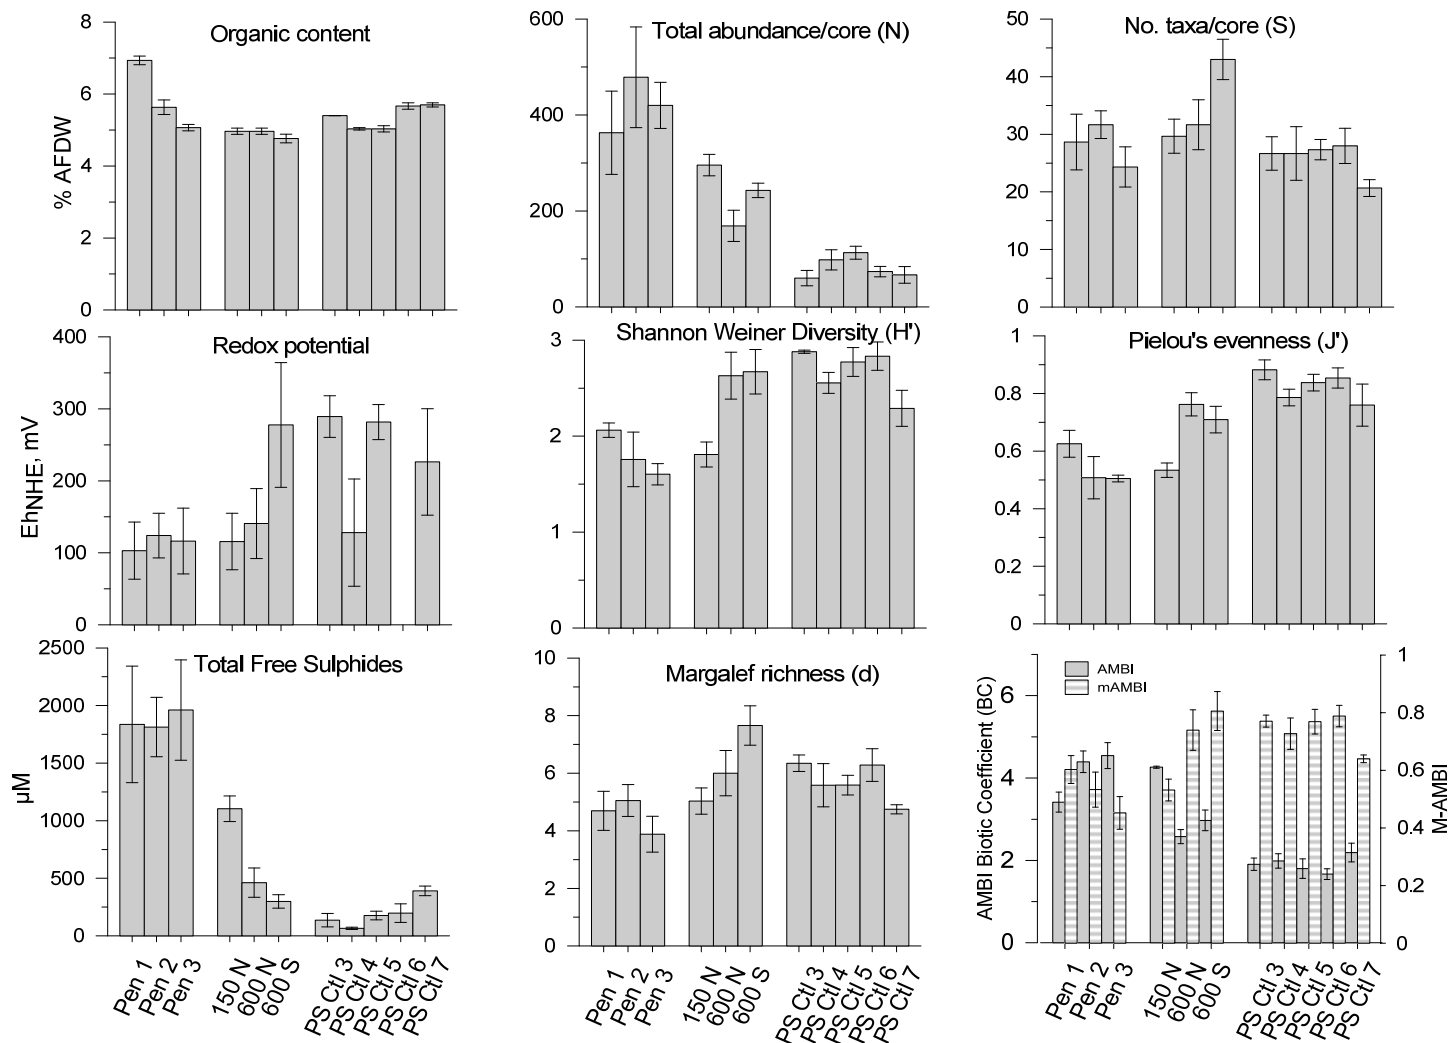 Organic content
% AFDW
8
6
4
2
0
Total abundance/core (N)
600
400
200
0
No. taxa/core (S)
50
40
30
20
10
0
Redox potential
EhNHE, mV
400
300
200
100
0
Shannon Weiner Diversity (H')
3
2
1
0
Pielou's evenness (J')
1
0.8
0.6
0.4
0.2
0
Total Free Sulphides
µM
2500
2000
1750
1000
500
0
Pen 1
Pen 2
Pen 3
150 N
600 N
600 S
PS Ctl 3
PS Ctl 4
PS Ctl 5
PS Ctl 6
PS Ctl 7
Margalef richness (d)
10
8
6
4
2
0
Pen 1
Pen 2
Pen 3
150 N
600 N
600 S
PS Ctl 3
PS Ctl 4
PS Ctl 5
PS Ctl 6
PS Ctl 7
AMBI
mAMBI
AMBI Biotic Coefficient (BC)
6
4
2
0
M-AMBI
1
0.8
0.6
0.4
0.2
0
Pen 1
Pen 2
Pen 3
150 N
600 N
600 S
PS Ctl 3
PS Ctl 4
PS Ctl 5
PS Ctl 6
PS Ctl 7